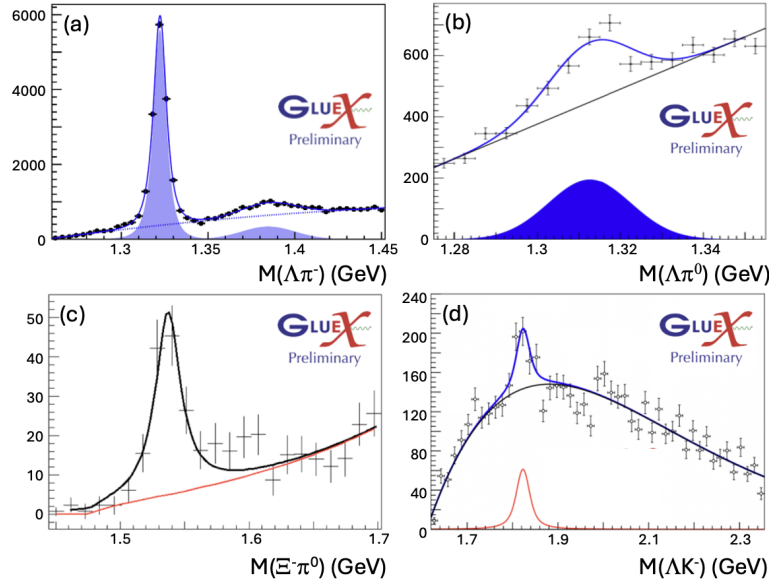 6000
4000
2000
0
(a)
GLUEX
Preliminary
1.3
1.35
1.4
1.45
M(Λπ⁻) (GeV)
600
400
200
0
(b)
GLUEX
Preliminary
1.28
1.3
1.32
1.34
M(Λπ⁰) (GeV)
50
40
30
20
10
0
(c)
GLUEX
Preliminary
1.5
1.6
1.7
M(Ξ⁻π⁰) (GeV)
240
200
160
120
80
40
0
(d)
GLUEX
Preliminary
1.7
1.9
2.1
2.3
M(ΛK⁻) (GeV)